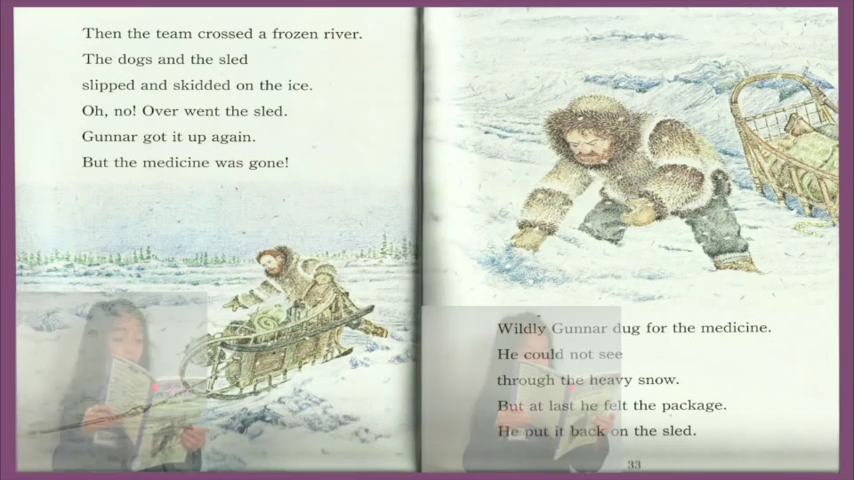 Then the team crossed a frozen river.
The dogs and the sled
slipped and skidded on the ice.
Oh, no! Over went the sled.
Gunnar got it up again.
But the medicine was gone!
Wildly Gunnar dug for the medicine.
He could not see
through the heavy snow.
But at last he felt the package.
He put it back on the sled.
33